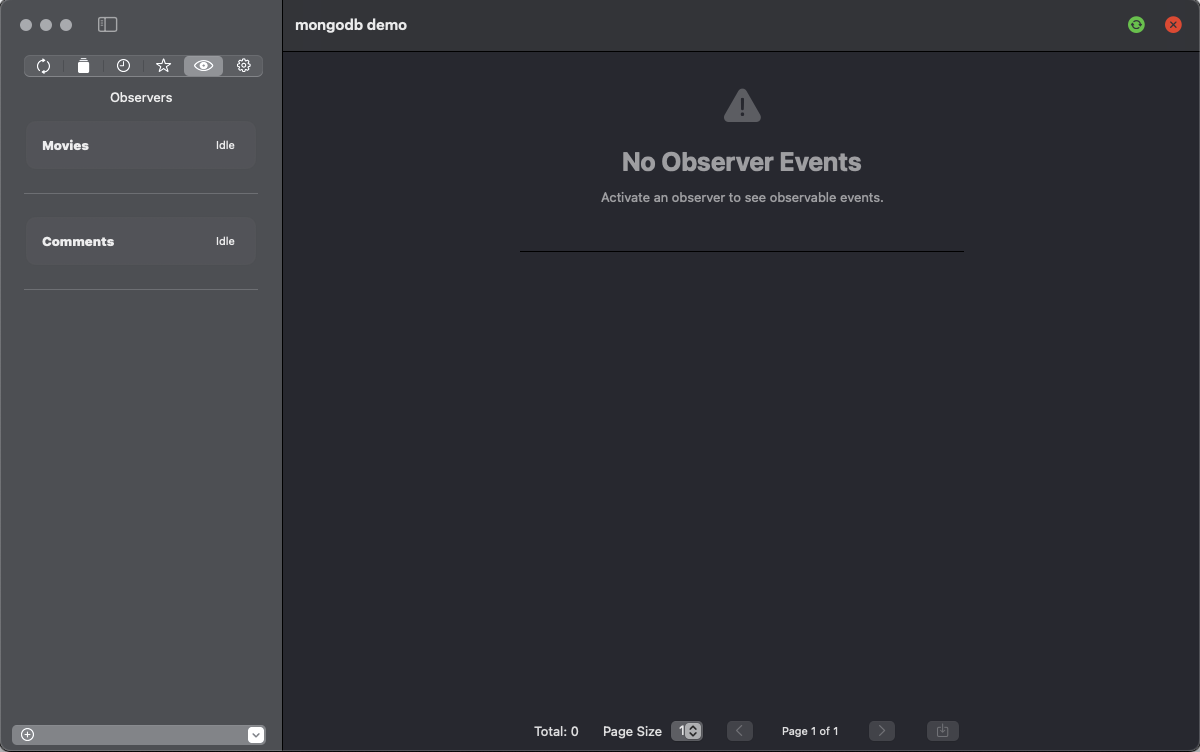 mongodb demo
Observers
Movies Idle
Comments Idle
No Observer Events
Activate an observer to see observable events.
Total: 0 Page Size 1 Page 1 of 1